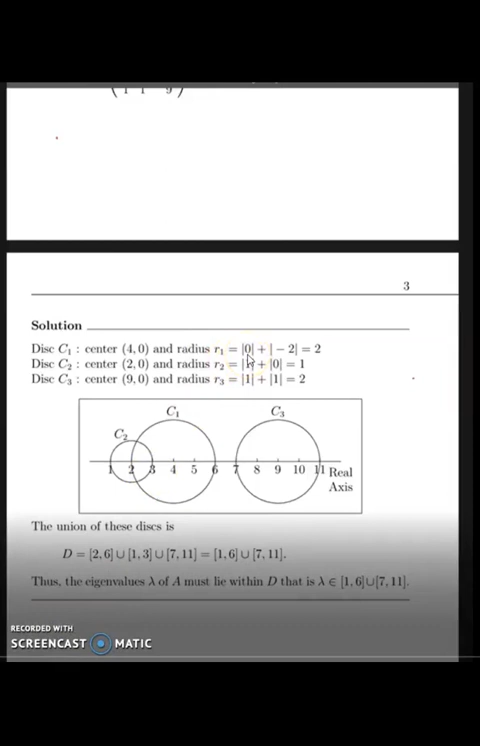 ( 1 1 9 )
3
Solution
Disc C₁ : center (4, 0) and radius r₁ = |0| + | − 2| = 2
Disc C₂ : center (2, 0) and radius r₂ = |1| + |0| = 1
Disc C₃ : center (9, 0) and radius r₃ = |1| + |1| = 2
C₁ C₃
C₂
1 2 3 4 5 6 7 8 9 10 11 Real
Axis
The union of these discs is
D = [2, 6] ∪ [1, 3] ∪ [7, 11] = [1, 6] ∪ [7, 11].
Thus, the eigenvalues λ of A must lie within D that is λ ∈ [1, 6]∪[7, 11].
RECORDED WITH
SCREENCAST MATIC